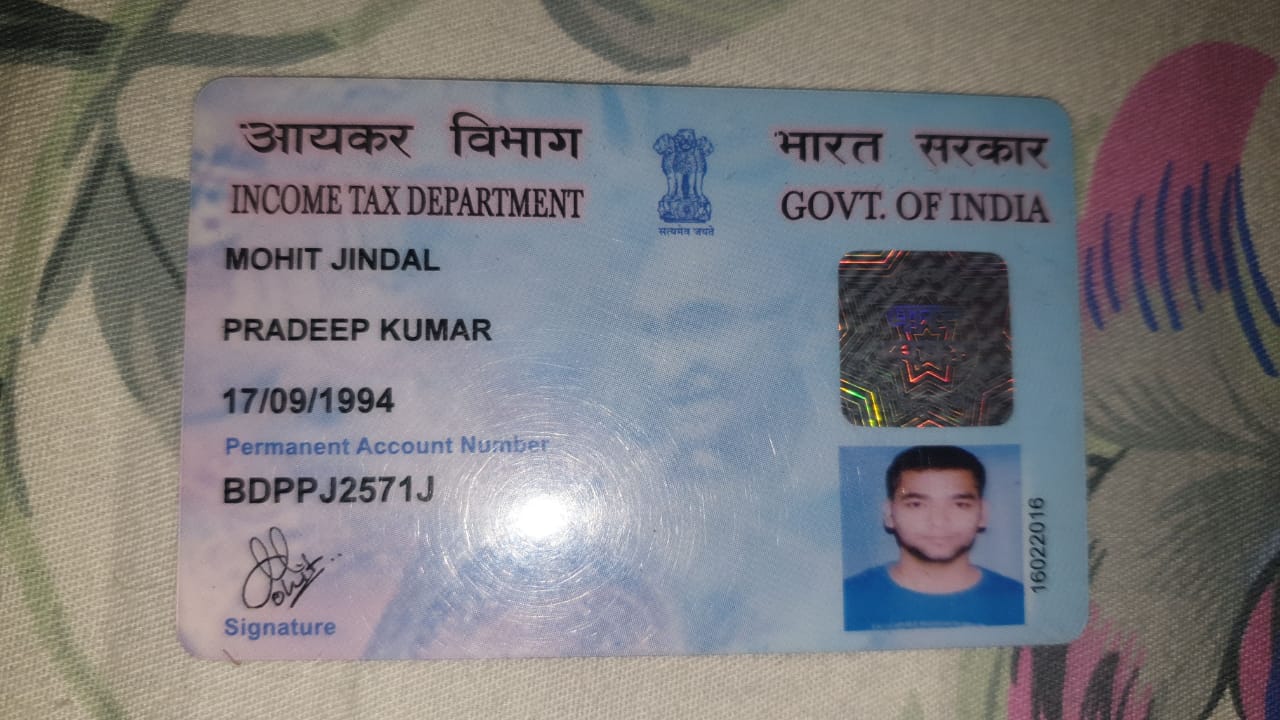 आयकर विभाग
INCOME TAX DEPARTMENT
सत्यमेव जयते
भारत सरकार
GOVT. OF INDIA
MOHIT JINDAL
PRADEEP KUMAR
17/09/1994
Permanent Account Number
BDPPJ2571J
Mohit
Signature
16022016